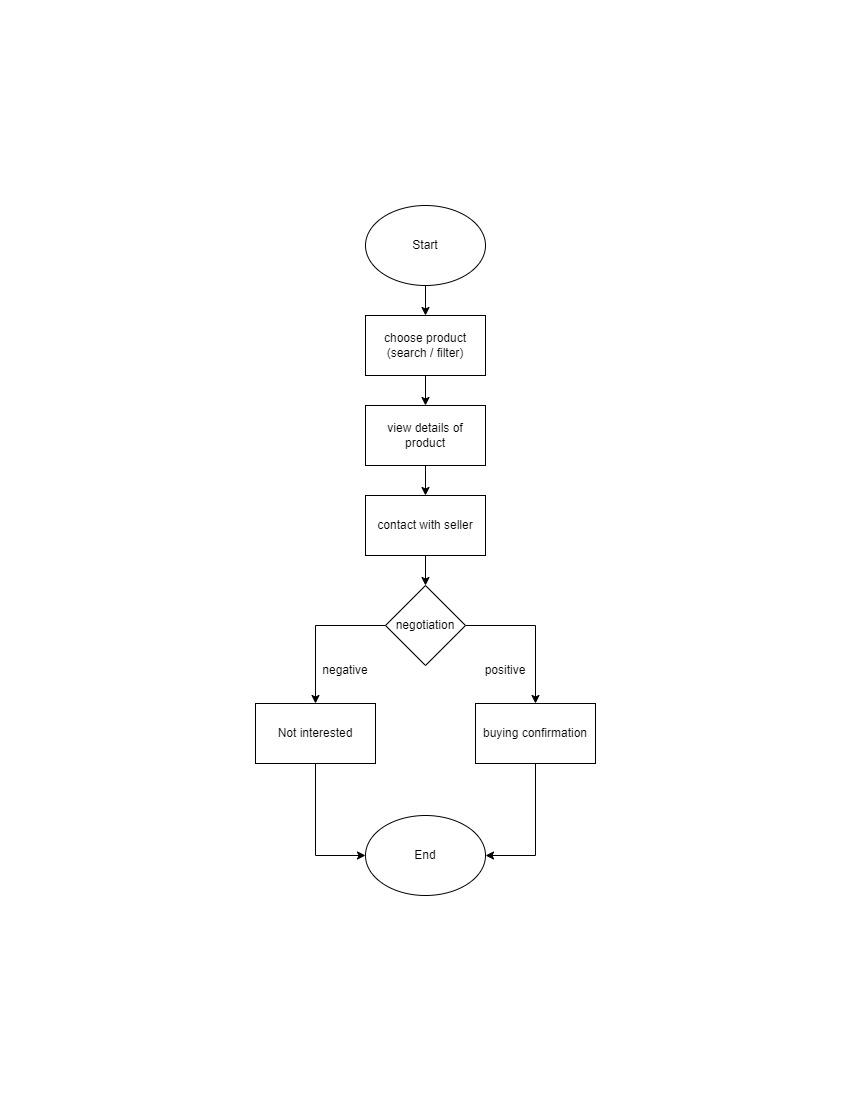 Start
choose product
(search / filter)
view details of
product
contact with seller
negotiation
negative
positive
Not interested
buying confirmation
End